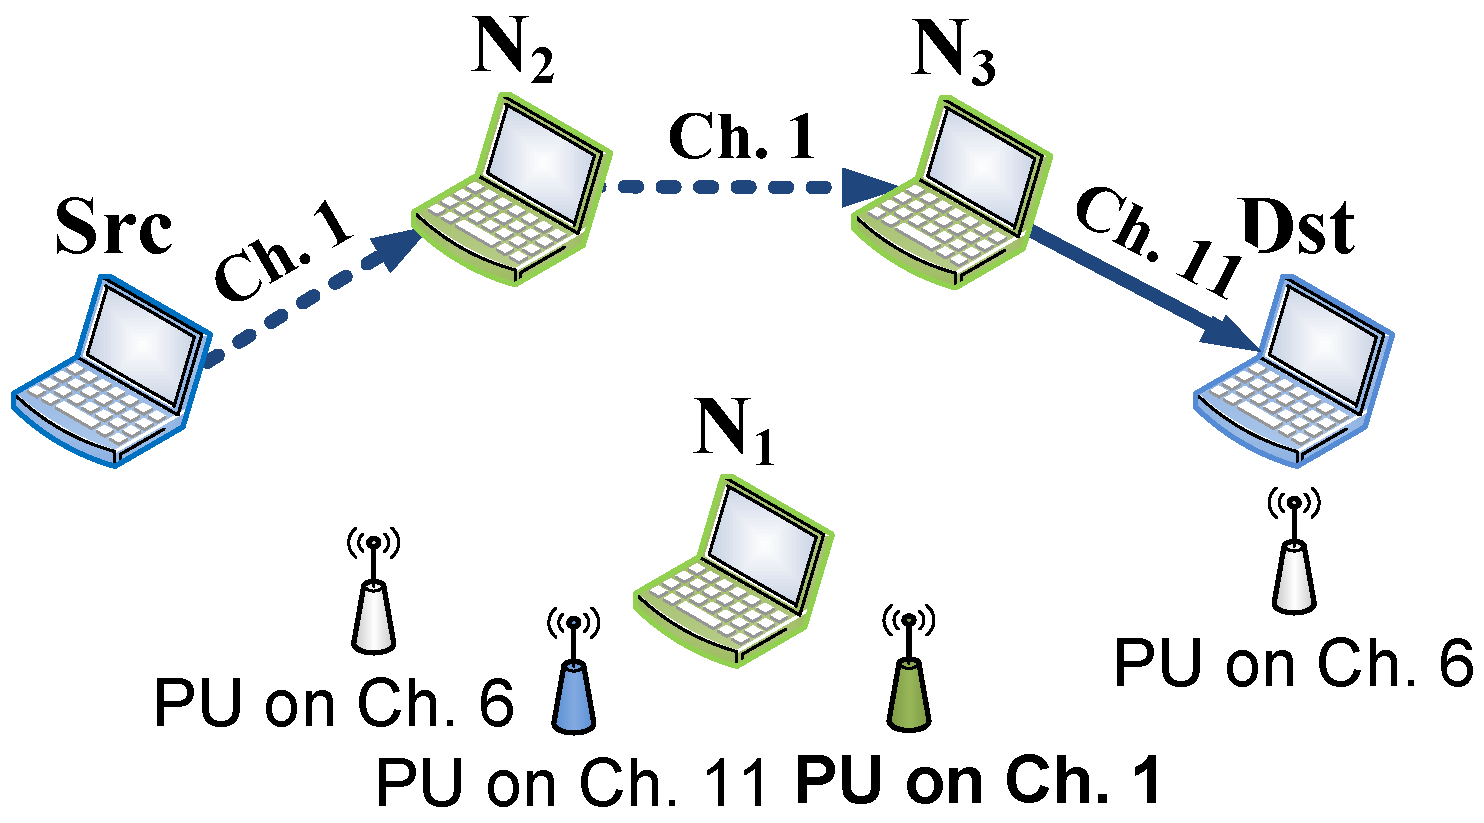 N2
N3
Ch. 1
Src
Ch. 1
Ch. 11
Dst
N1
PU on Ch. 6
PU on Ch. 6
PU on Ch. 11
PU on Ch. 1